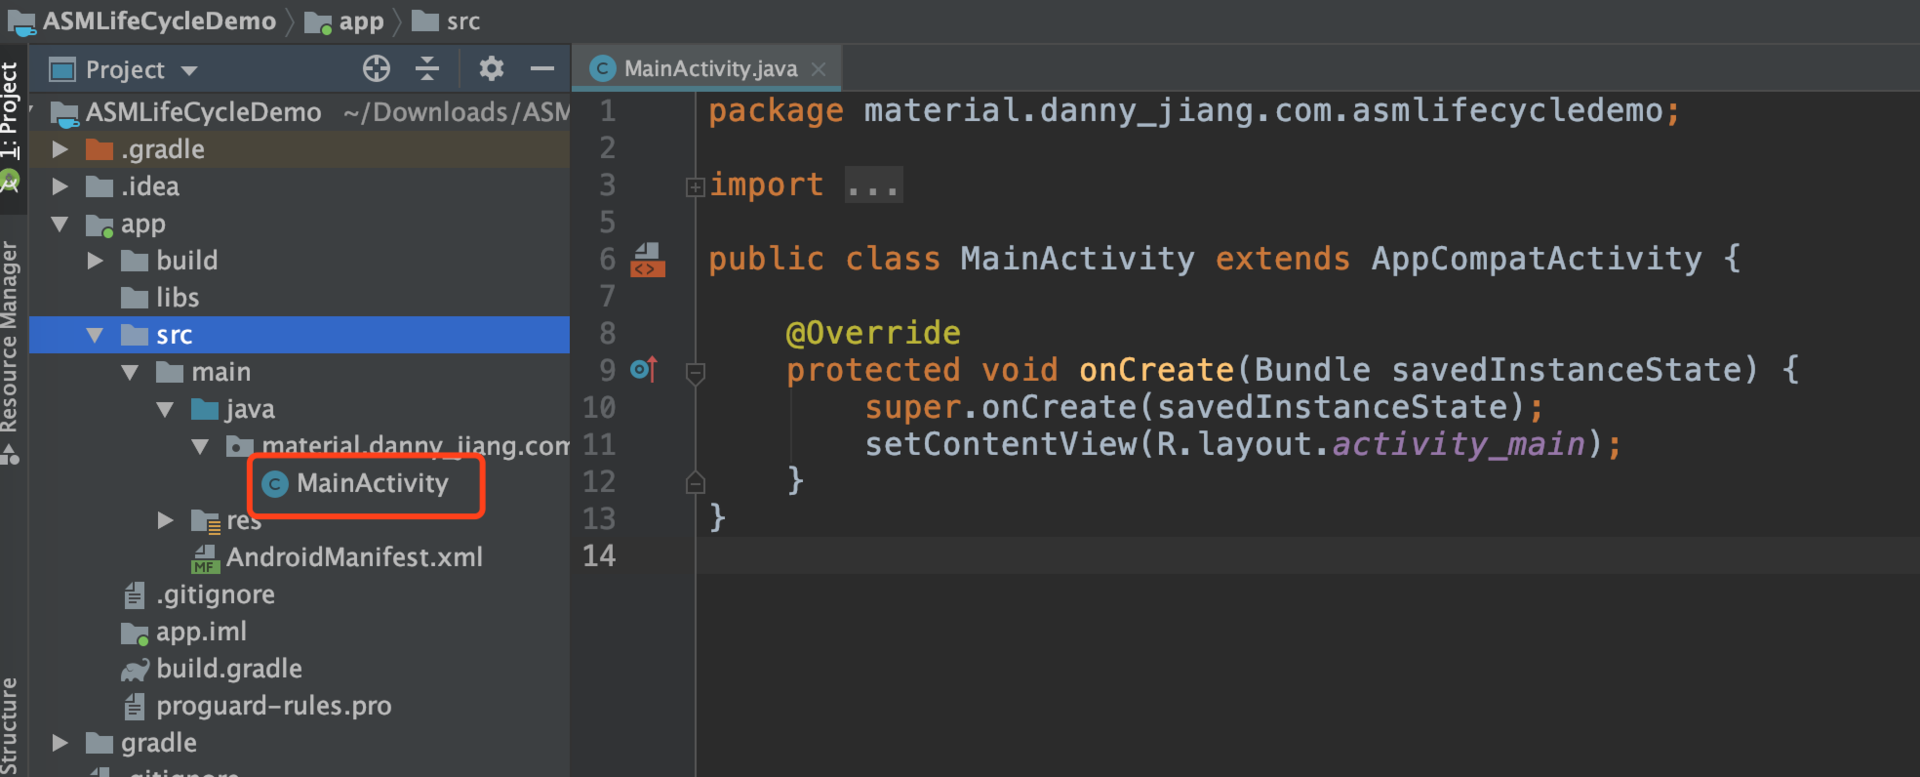 ASMLifeCycleDemo app src
1: Project
Resource Manager
Structure
Project
ASMLifeCycleDemo ~/Downloads/ASM
.gradle
.idea
app
build
libs
src
main
java
material.danny_jiang.com
C MainActivity
res
MF AndroidManifest.xml
.gitignore
app.iml
build.gradle
proguard-rules.pro
gradle
.gitignore
C MainActivity.java
1 package material.danny_jiang.com.asmlifecycledemo;
2
3 import ...
5
6 public class MainActivity extends AppCompatActivity {
7
8 @Override
9 protected void onCreate(Bundle savedInstanceState) {
10 super.onCreate(savedInstanceState);
11 setContentView(R.layout.activity_main);
12 }
13 }
14